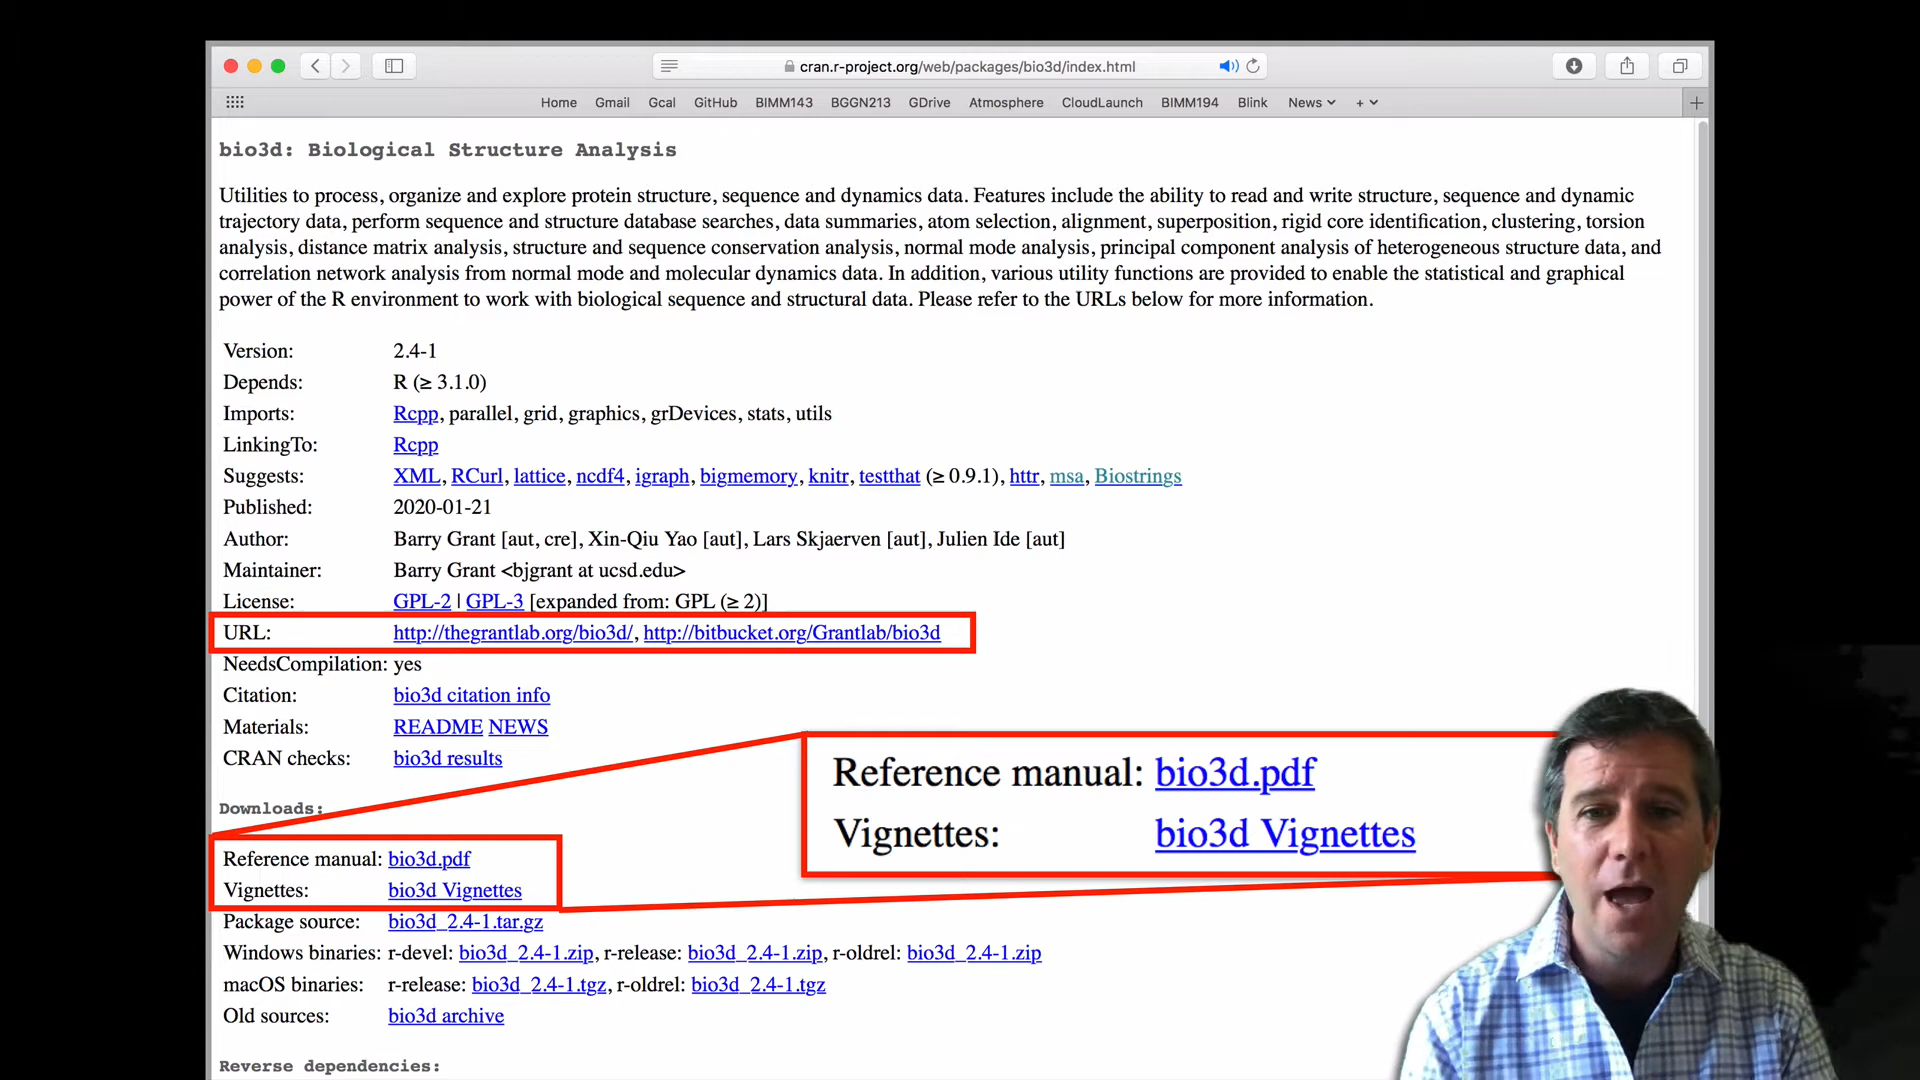 cran.r-project.org/web/packages/bio3d/index.html
Home Gmail Gcal GitHub BIMM143 BGGN213 GDrive Atmosphere CloudLaunch BIMM194 Blink News +
bio3d: Biological Structure Analysis
Utilities to process, organize and explore protein structure, sequence and dynamics data. Features include the ability to read and write structure, sequence and dynamic
trajectory data, perform sequence and structure database searches, data summaries, atom selection, alignment, superposition, rigid core identification, clustering, torsion
analysis, distance matrix analysis, structure and sequence conservation analysis, normal mode analysis, principal component analysis of heterogeneous structure data, and
correlation network analysis from normal mode and molecular dynamics data. In addition, various utility functions are provided to enable the statistical and graphical
power of the R environment to work with biological sequence and structural data. Please refer to the URLs below for more information.
Version: 2.4-1
Depends: R (≥ 3.1.0)
Imports: Rcpp, parallel, grid, graphics, grDevices, stats, utils
LinkingTo: Rcpp
Suggests: XML, RCurl, lattice, ncdf4, igraph, bigmemory, knitr, testthat (≥ 0.9.1), httr, msa, Biostrings
Published: 2020-01-21
Author: Barry Grant [aut, cre], Xin-Qiu Yao [aut], Lars Skjaerven [aut], Julien Ide [aut]
Maintainer: Barry Grant <bjgrant at ucsd.edu>
License: GPL-2 | GPL-3 [expanded from: GPL (≥ 2)]
URL: http://thegrantlab.org/bio3d/, http://bitbucket.org/Grantlab/bio3d
NeedsCompilation: yes
Citation: bio3d citation info
Materials: README NEWS
CRAN checks: bio3d results
Downloads:
Reference manual: bio3d.pdf
Vignettes: bio3d Vignettes
Reference manual: bio3d.pdf
Vignettes: bio3d Vignettes
Package source: bio3d_2.4-1.tar.gz
Windows binaries: r-devel: bio3d_2.4-1.zip, r-release: bio3d_2.4-1.zip, r-oldrel: bio3d_2.4-1.zip
macOS binaries: r-release: bio3d_2.4-1.tgz, r-oldrel: bio3d_2.4-1.tgz
Old sources: bio3d archive
Reverse dependencies: